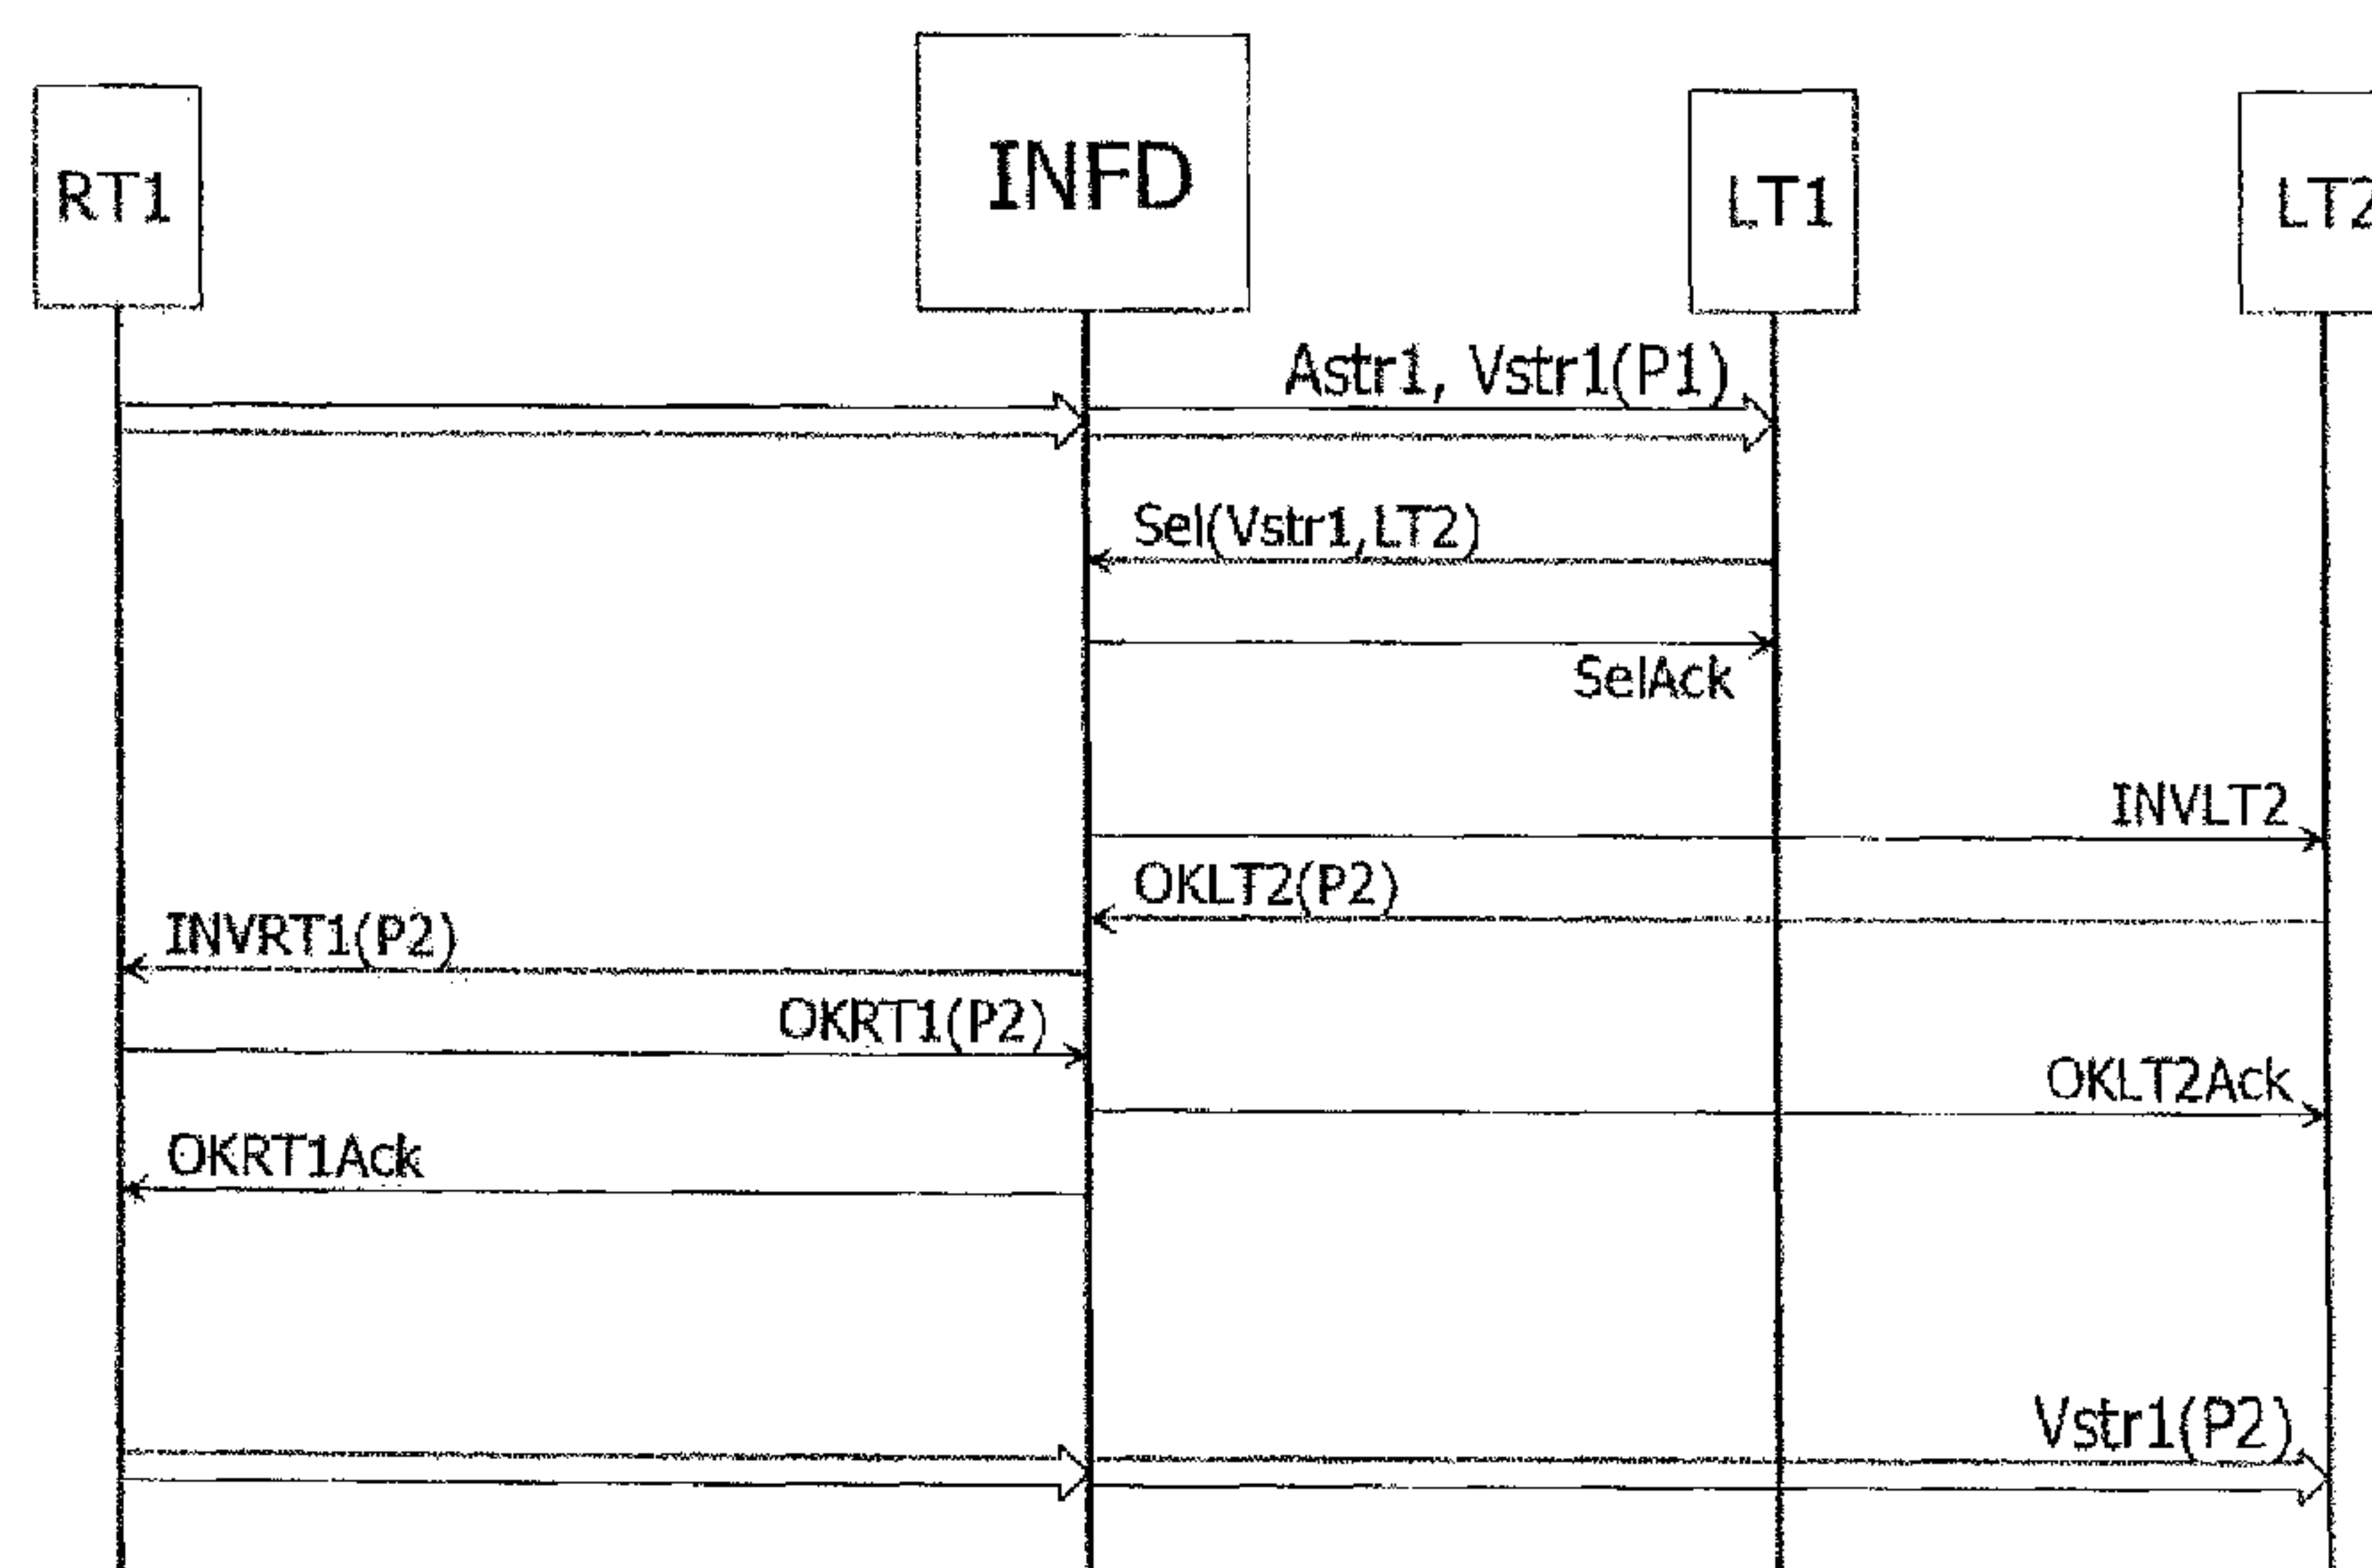 RT1
INFD
LT1
LT2
Astr1, Vstr1(P1)
Sel(Vstr1,LT2)
SelAck
INVLT2
OKLT2(P2)
INVRT1(P2)
OKRT1(P2)
OKLT2Ack
OKRT1Ack
Vstr1(P2)